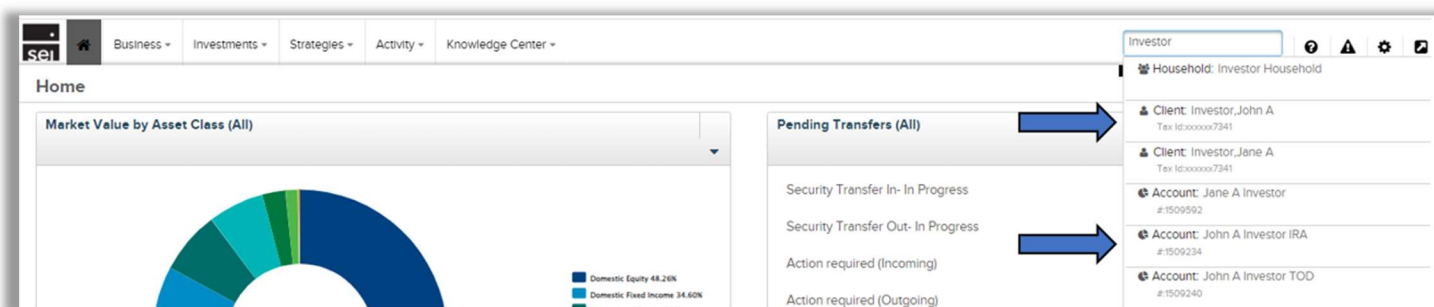 sei
Business
Investments
Strategies
Activity
Knowledge Center
Investor
Home
Market Value by Asset Class (All)
Domestic Equity 48.26%
Domestic Fixed Income 34.60%
Pending Transfers (All)
Security Transfer In- In Progress
Security Transfer Out- In Progress
Action required (Incoming)
Action required (Outgoing)
Household: Investor Household
Client: Investor,John A
Tax Id:xxxxxx7341
Client: Investor,Jane A
Tax Id:xxxxxx7341
Account: Jane A Investor
#:1509592
Account: John A Investor IRA
#:1509234
Account: John A Investor TOD
#:1509240